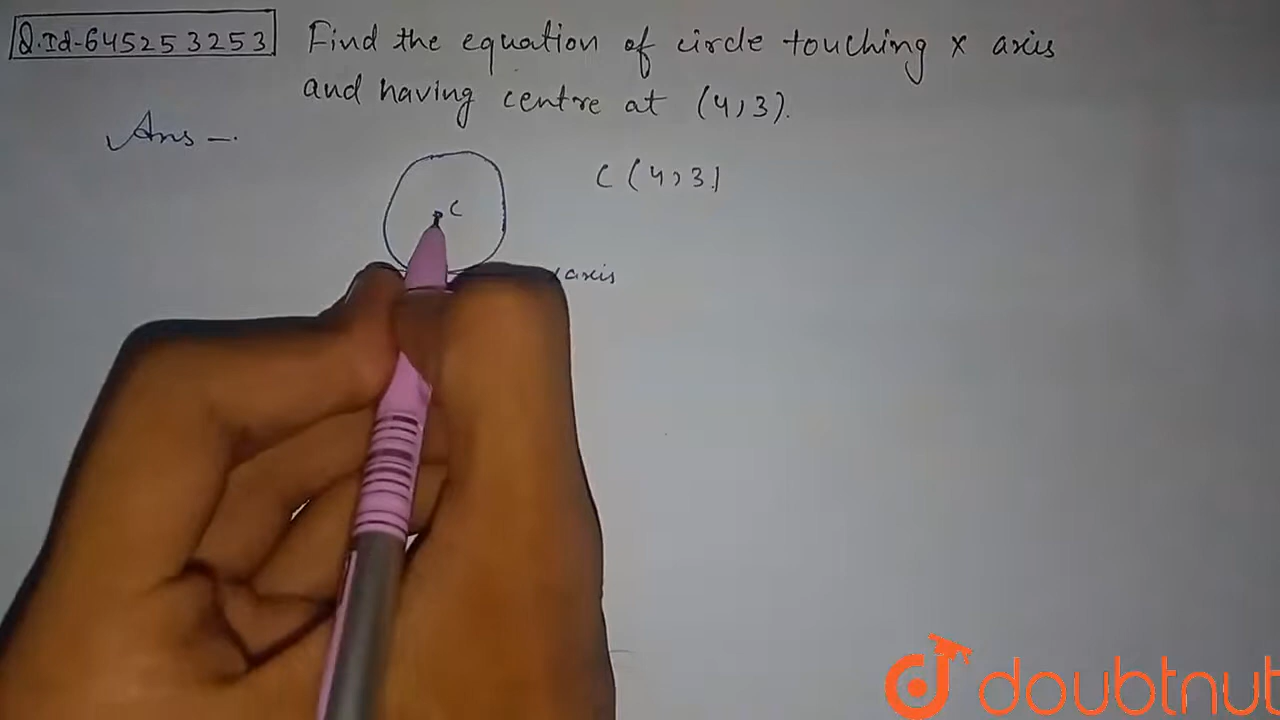 Q.Id-645253253 Find the equation of circle touching x axis
and having centre at (4,3).
Ans -.
C (4,3)
C
axis
doubtnut